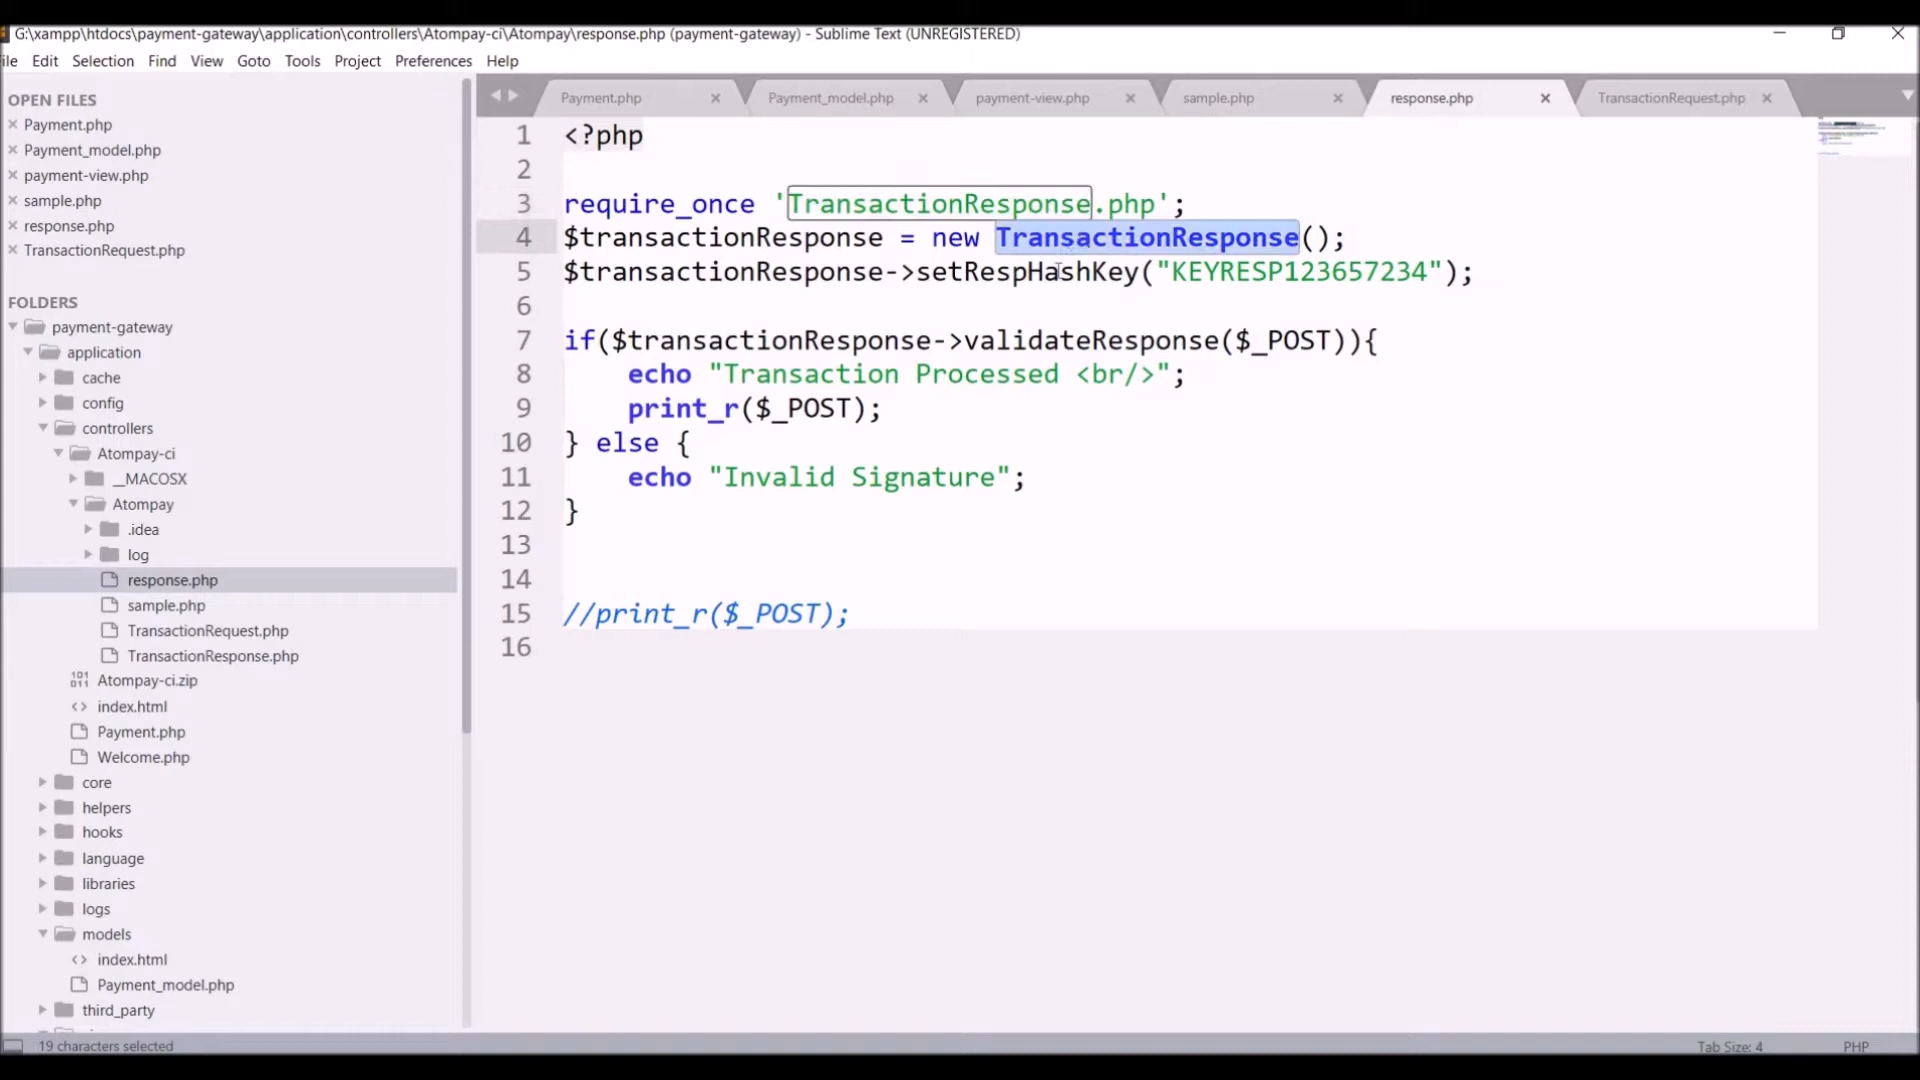 G:\xampp\htdocs\payment-gateway\application\controllers\Atompay-ci\Atompay\response.php (payment-gateway) - Sublime Text (UNREGISTERED)
ile Edit Selection Find View Goto Tools Project Preferences Help
OPEN FILES
Payment.php
Payment_model.php
payment-view.php
sample.php
response.php
TransactionRequest.php
FOLDERS
payment-gateway
application
cache
config
controllers
Atompay-ci
__MACOSX
Atompay
.idea
log
response.php
sample.php
TransactionRequest.php
TransactionResponse.php
Atompay-ci.zip
index.html
Payment.php
Welcome.php
core
helpers
hooks
language
libraries
logs
models
index.html
Payment_model.php
third_party
Payment.php Payment_model.php payment-view.php sample.php response.php TransactionRequest.php
1 <?php
2
3 require_once 'TransactionResponse.php';
4 $transactionResponse = new TransactionResponse();
5 $transactionResponse->setRespHashKey("KEYRESP123657234");
6
7 if($transactionResponse->validateResponse($_POST)){
8 echo "Transaction Processed <br/>";
9 print_r($_POST);
10 } else {
11 echo "Invalid Signature";
12 }
13
14
15 //print_r($_POST);
16
19 characters selected
Tab Size: 4 PHP